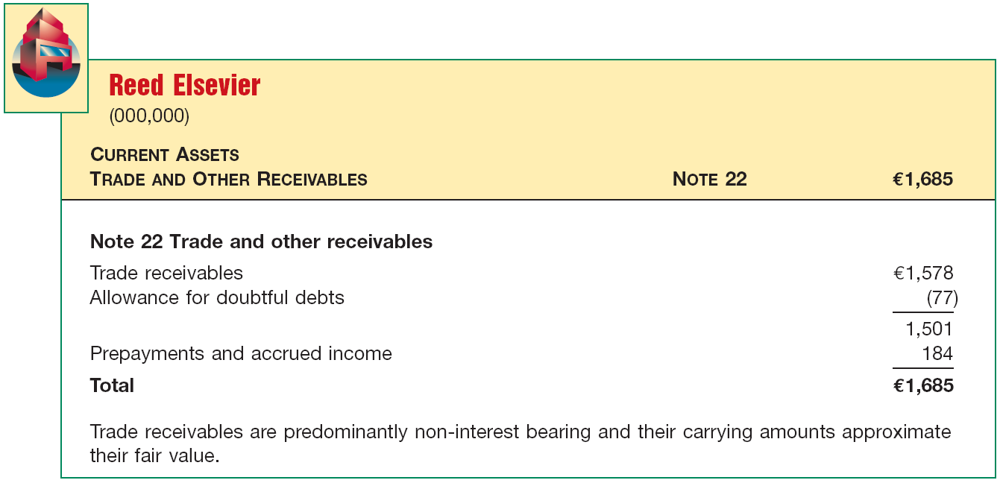 Reed Elsevier
(000,000)
CURRENT ASSETS
TRADE AND OTHER RECEIVABLES NOTE 22 €1,685
Note 22 Trade and other receivables
Trade receivables €1,578
Allowance for doubtful debts (77)
1,501
Prepayments and accrued income 184
Total €1,685
Trade receivables are predominantly non-interest bearing and their carrying amounts approximate
their fair value.